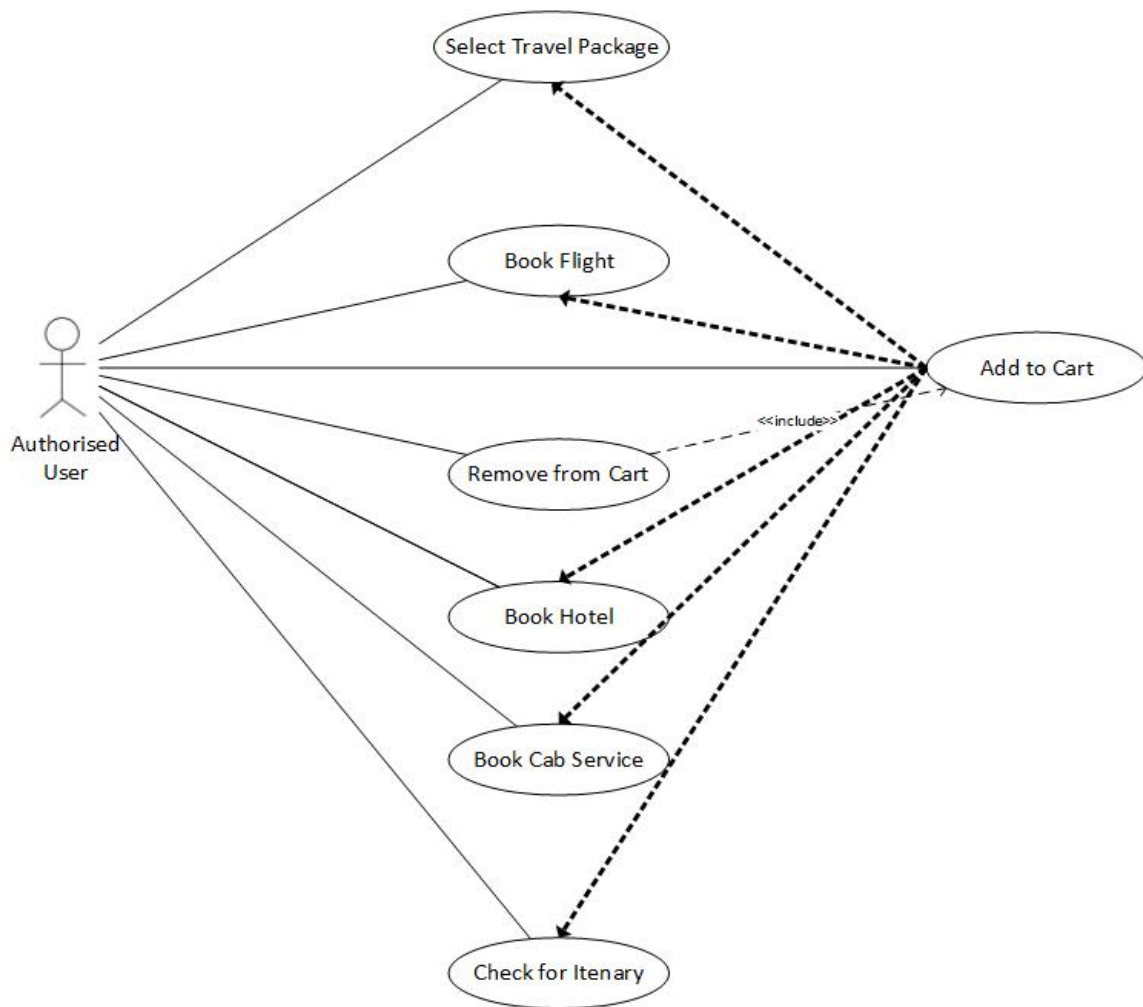 Select Travel Package
Book Flight
Add to Cart
<<include>>
Authorised
User
Remove from Cart
Book Hotel
Book Cab Service
Check for Itenary